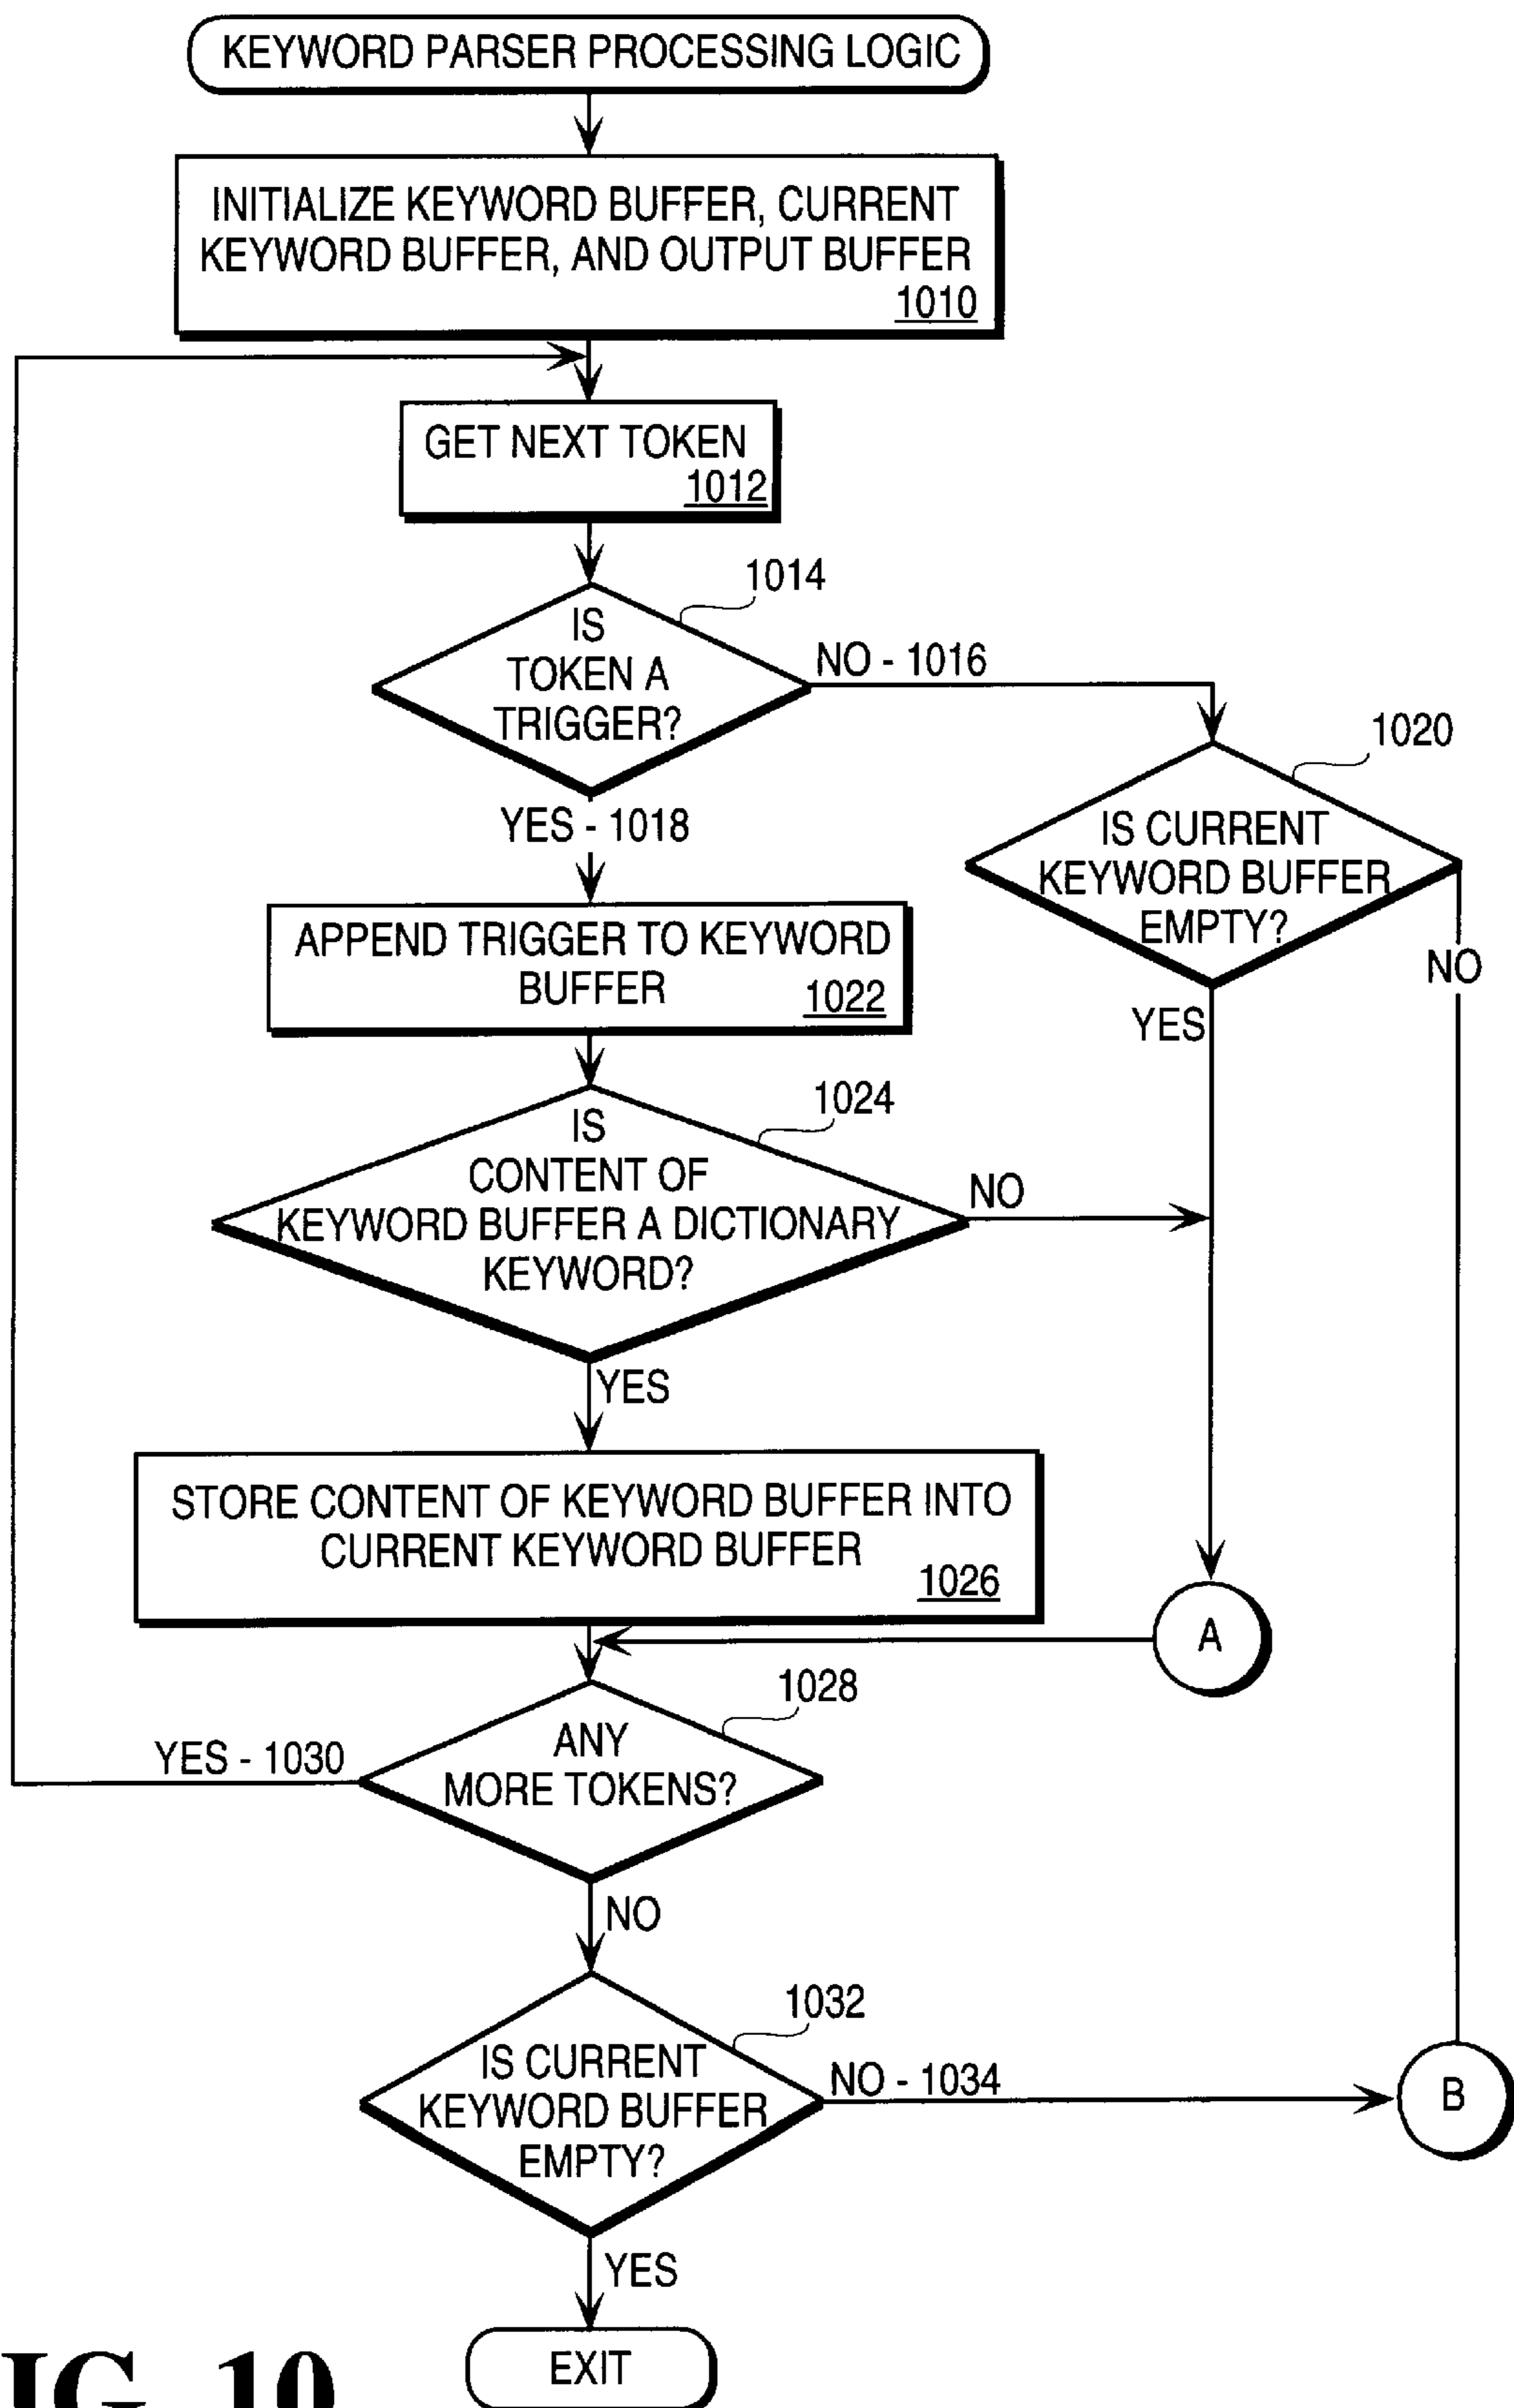 KEYWORD PARSER PROCESSING LOGIC
INITIALIZE KEYWORD BUFFER, CURRENT
KEYWORD BUFFER, AND OUTPUT BUFFER
1010
GET NEXT TOKEN
1012
1014
IS
TOKEN A
TRIGGER?
NO - 1016
1020
IS CURRENT
KEYWORD BUFFER
EMPTY?
NO
YES
YES - 1018
APPEND TRIGGER TO KEYWORD
BUFFER
1022
1024
IS
CONTENT OF
KEYWORD BUFFER A DICTIONARY
KEYWORD?
NO
YES
STORE CONTENT OF KEYWORD BUFFER INTO
CURRENT KEYWORD BUFFER
1026
A
1028
ANY
MORE TOKENS?
YES - 1030
NO
1032
IS CURRENT
KEYWORD BUFFER
EMPTY?
NO - 1034
B
YES
EXIT
IG. 10